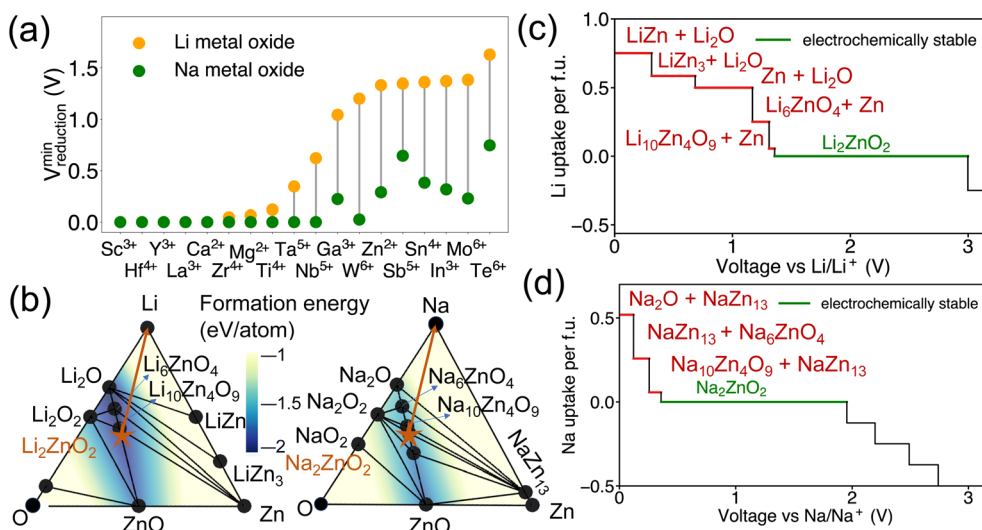 (a)
Li metal oxide
Na metal oxide
V^min_reduction (V)
1.5
1.0
0.5
0.0
Sc³⁺ Y³⁺ Ca²⁺ Mg²⁺ Ta⁵⁺ Ga³⁺ Zn²⁺ Sn⁴⁺ Mo⁶⁺
Hf⁴⁺ La³⁺ Zr⁴⁺ Ti⁴⁺ Nb⁵⁺ W⁶⁺ Sb⁵⁺ In³⁺ Te⁶⁺
(b)
Li
Formation energy
(eV/atom)
−1
−1.5
−2
Li₂O
Li₂O₂
Li₂ZnO₂
Li₆ZnO₄
Li₁₀Zn₄O₉
LiZn
LiZn₃
O
ZnO
Zn
Na
Na₂O
Na₂O₂
NaO₂
Na₂ZnO₂
Na₆ZnO₄
Na₁₀Zn₄O₉
NaZn₁₃
O
ZnO
Zn
(c)
Li uptake per f.u.
1.0
0.5
0.0
−0.5
LiZn + Li₂O
electrochemically stable
LiZn₃+ Li₂O
Zn + Li₂O
Li₆ZnO₄+ Zn
Li₁₀Zn₄O₉ + Zn
Li₂ZnO₂
0
1
2
3
Voltage vs Li/Li⁺ (V)
(d)
Na uptake per f.u.
0.5
0.0
−0.5
Na₂O + NaZn₁₃
electrochemically stable
NaZn₁₃ + Na₆ZnO₄
Na₁₀Zn₄O₉ + NaZn₁₃
Na₂ZnO₂
0
1
2
3
Voltage vs Na/Na⁺ (V)